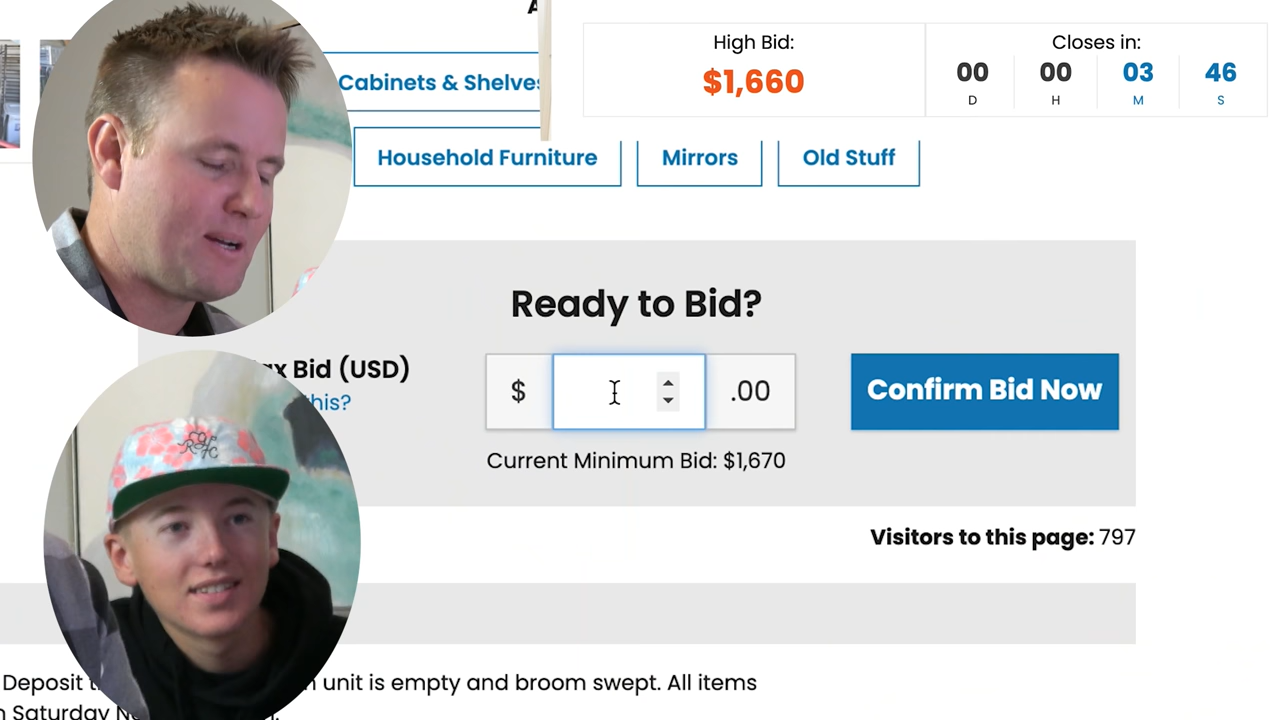 High Bid:
$1,660
Closes in:
00 00 03 46
D H M S
Cabinets & Shelves
Household Furniture
Mirrors
Old Stuff
Ready to Bid?
Bid (USD)
this?
$
.00
Confirm Bid Now
Current Minimum Bid: $1,670
Visitors to this page: 797
Deposit unit is empty and broom swept. All items
Saturday